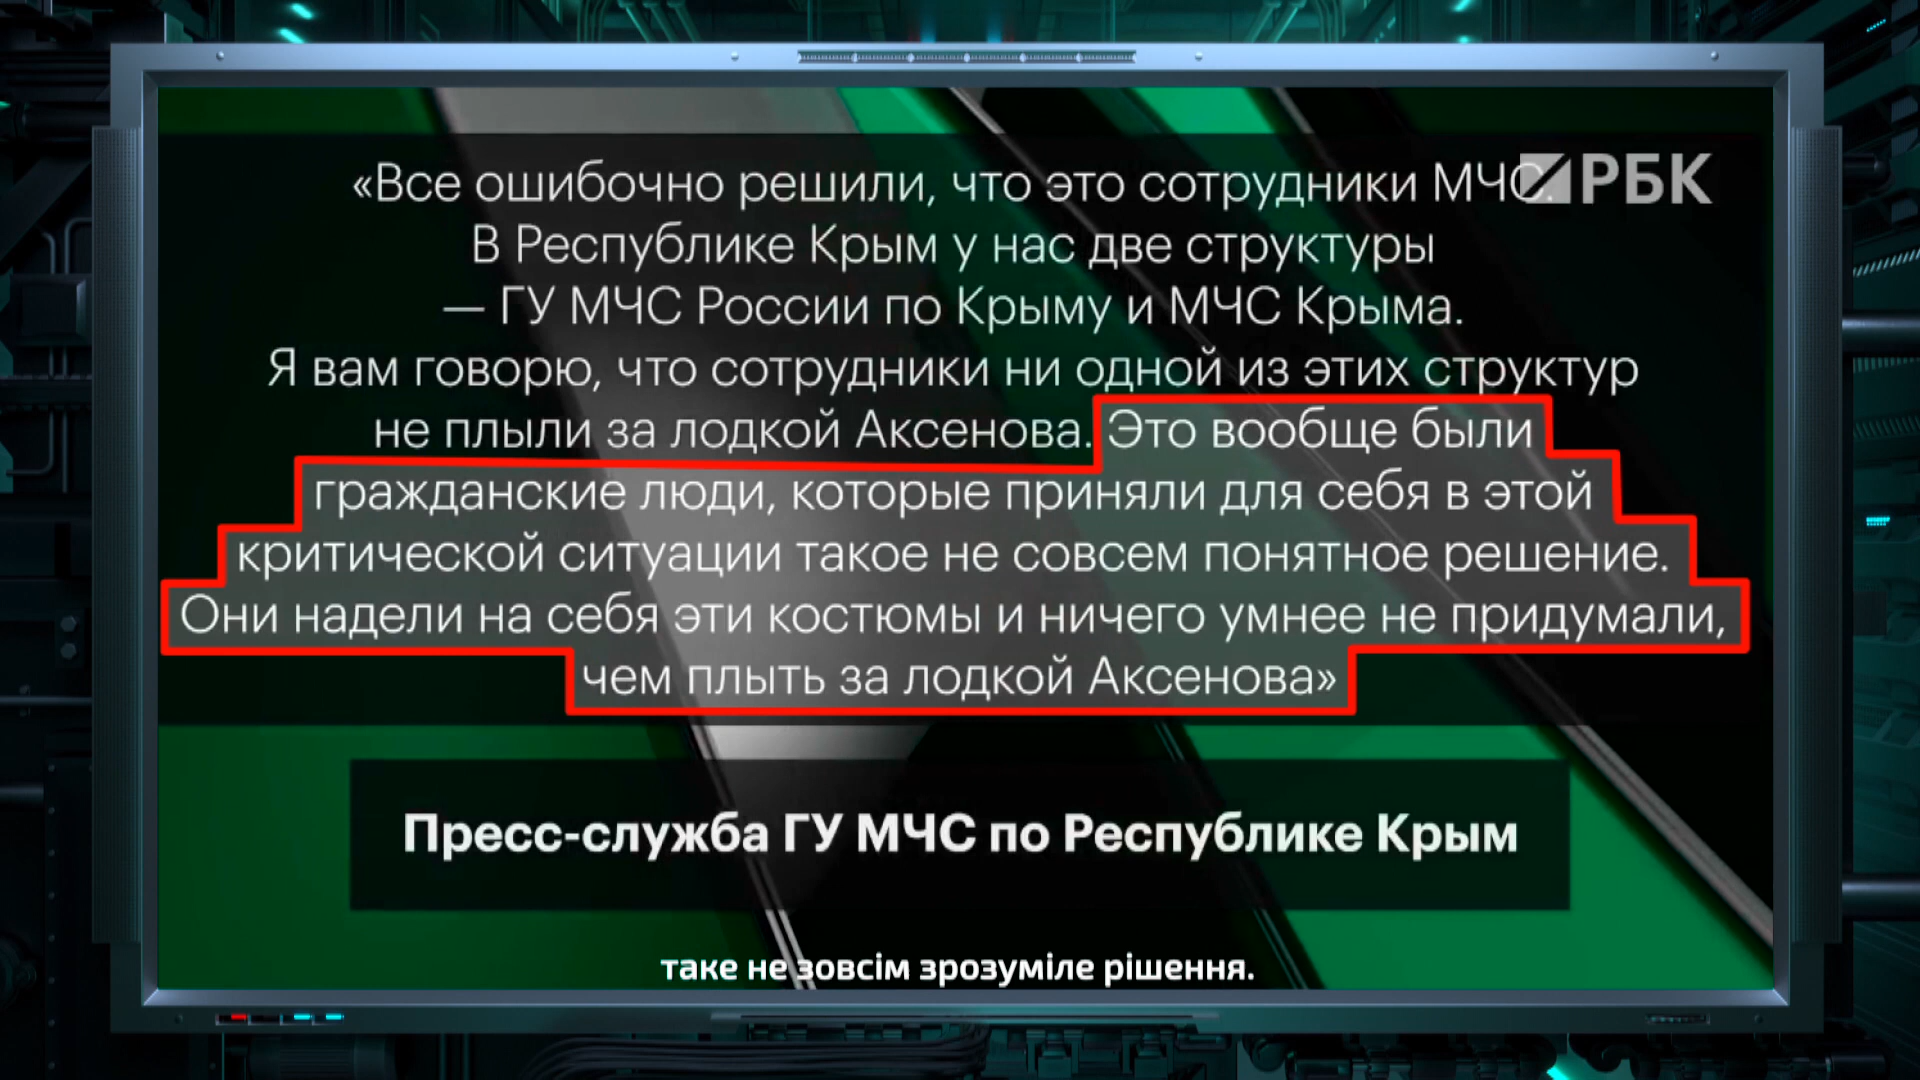 «Все ошибочно решили, что это сотрудники МЧС.
РБК
В Республике Крым у нас две структуры
— ГУ МЧС России по Крыму и МЧС Крыма.
Я вам говорю, что сотрудники ни одной из этих структур
не плыли за лодкой Аксенова. Это вообще были
гражданские люди, которые приняли для себя в этой
критической ситуации такое не совсем понятное решение.
Они надели на себя эти костюмы и ничего умнее не придумали,
чем плыть за лодкой Аксенова»
Пресс-служба ГУ МЧС по Республике Крым
таке не зовсім зрозуміле рішення.